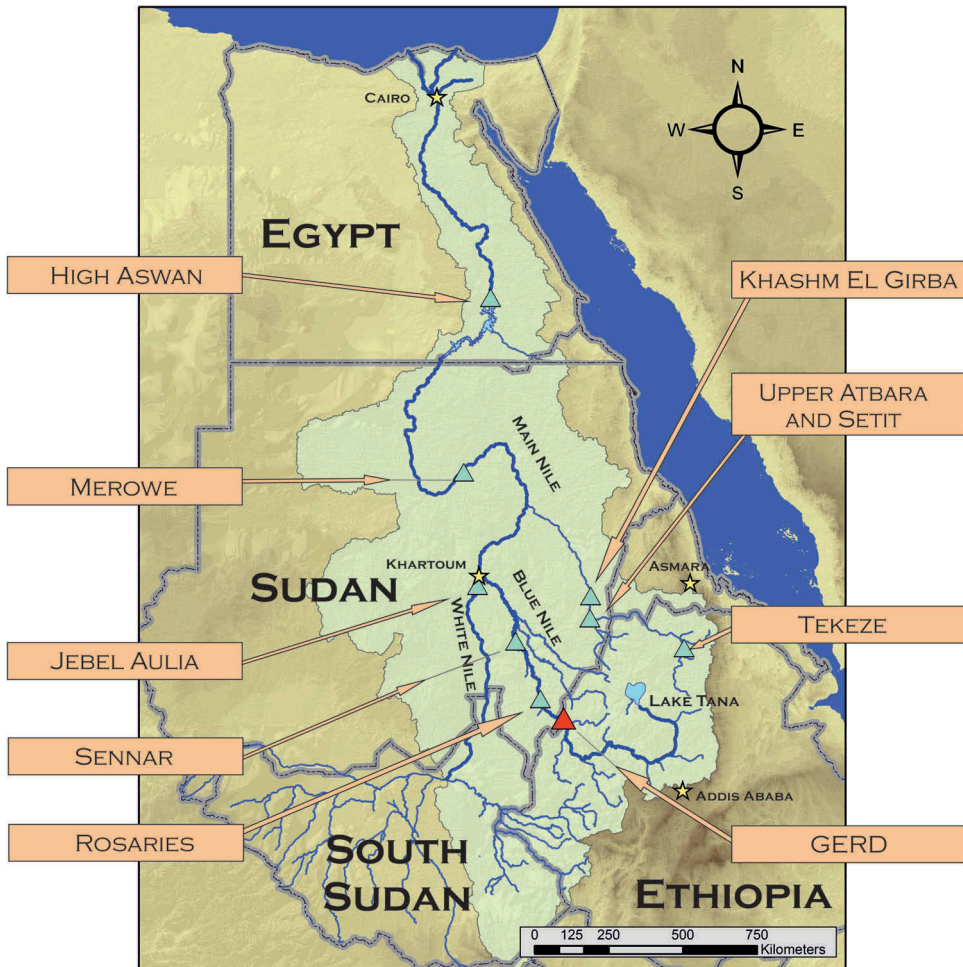 N
W
E
S
CAIRO
EGYPT
HIGH ASWAN
KHASHM EL GIRBA
UPPER ATBARA
AND SETIT
MAIN NILE
MEROWE
KHARTOUM
ASMARA
SUDAN
BLUE NILE
WHITE NILE
TEKEZE
JEBEL AULIA
LAKE TANA
SENNAR
ADDIS ABABA
ROSARIES
GERD
SOUTH
SUDAN
ETHIOPIA
0 125 250 500 750
Kilometers